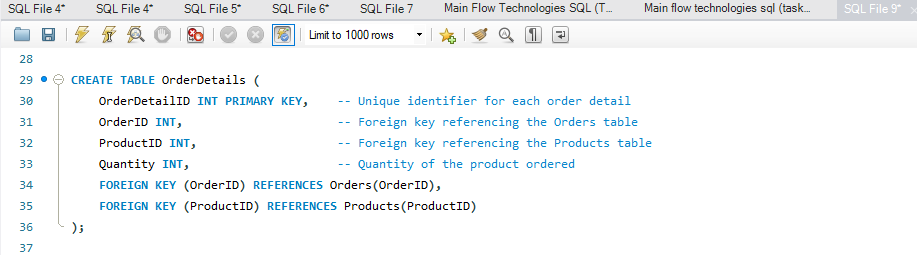 SQL File 4* SQL File 4* SQL File 5* SQL File 6* SQL File 7 Main Flow Technologies SQL (T... Main flow technologies sql (task... SQL File 9*
Limit to 1000 rows
28
29 CREATE TABLE OrderDetails (
30 OrderDetailID INT PRIMARY KEY, -- Unique identifier for each order detail
31 OrderID INT, -- Foreign key referencing the Orders table
32 ProductID INT, -- Foreign key referencing the Products table
33 Quantity INT, -- Quantity of the product ordered
34 FOREIGN KEY (OrderID) REFERENCES Orders(OrderID),
35 FOREIGN KEY (ProductID) REFERENCES Products(ProductID)
36 );
37